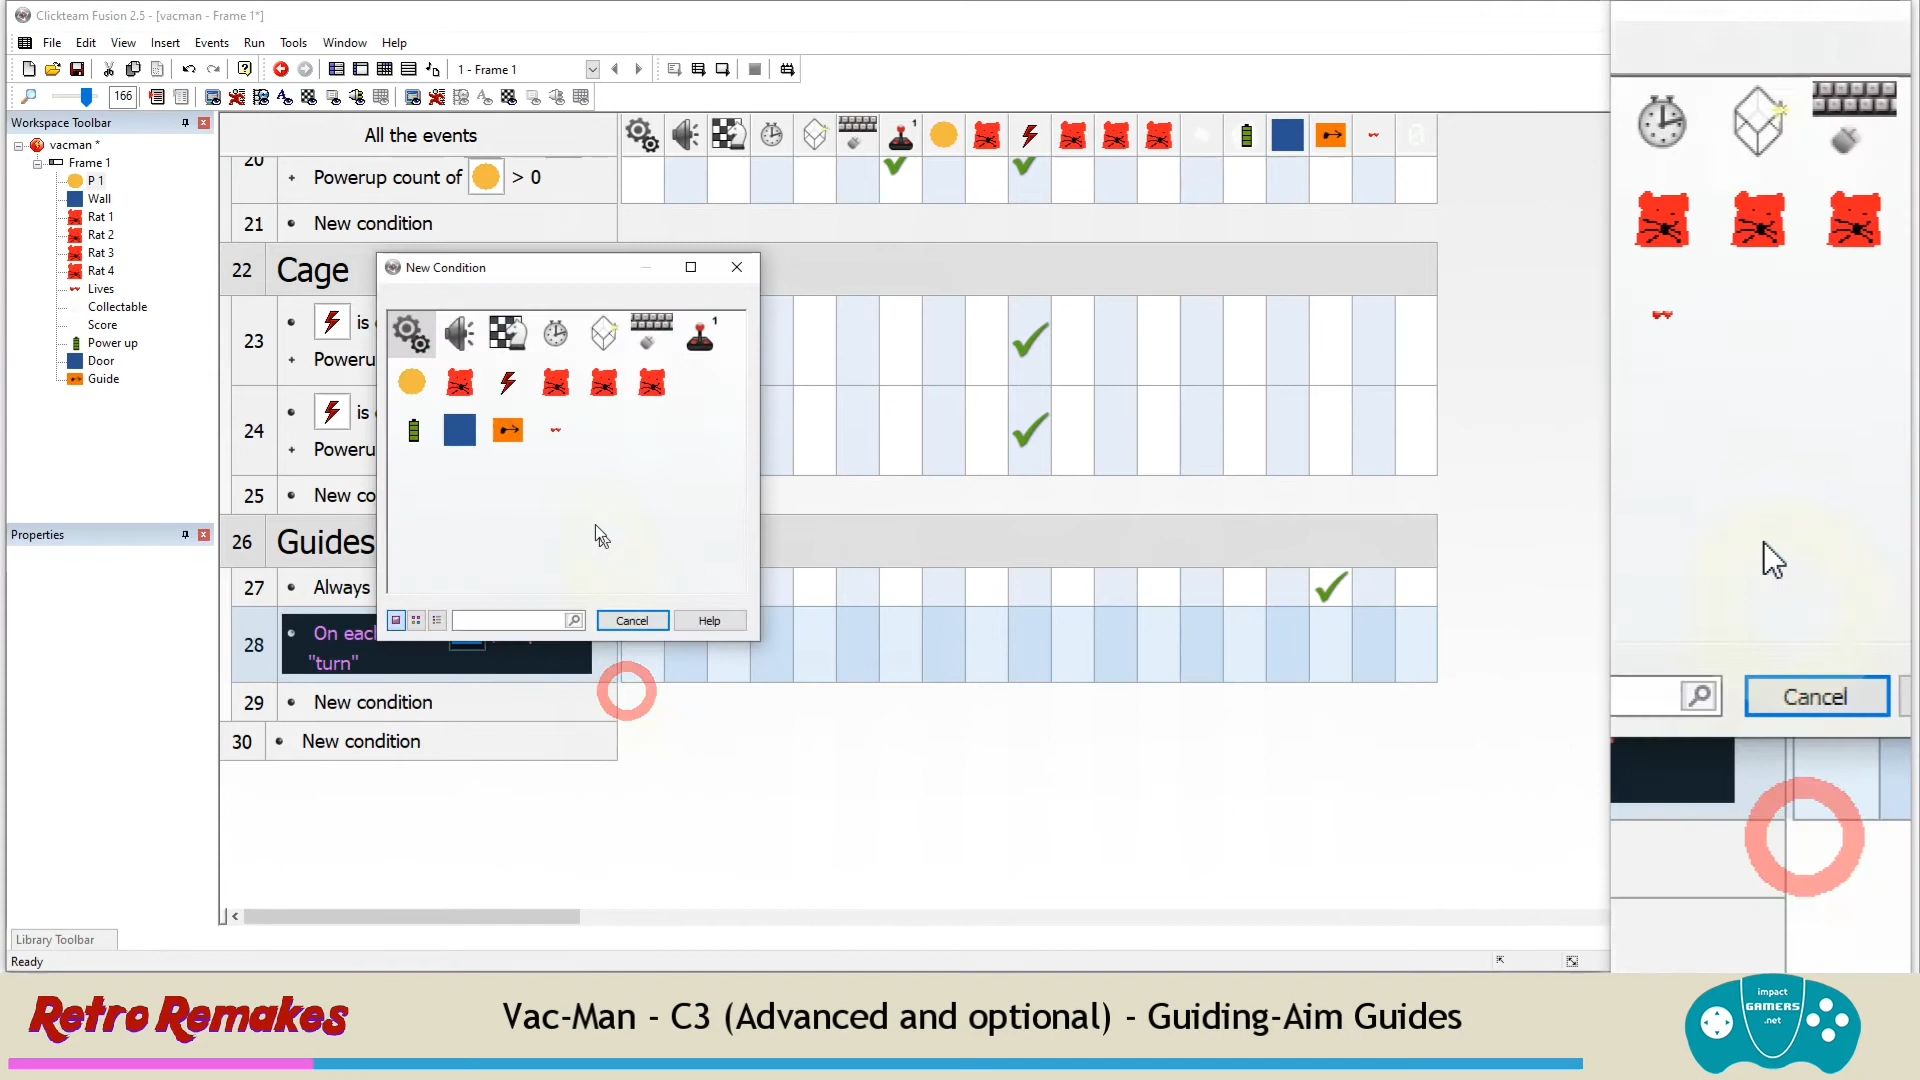 Clickteam Fusion 2.5 - [vacman - Frame 1*]
File Edit View Insert Events Run Tools Window Help
1 - Frame 1
166
Workspace Toolbar
vacman *
Frame 1
P 1
Wall
Rat 1
Rat 2
Rat 3
Rat 4
Lives
Collectable
Score
Power up
Door
Guide
Properties
Library Toolbar
Ready
All the events
1
20
Powerup count of > 0
21 New condition
22 Cage
23 is
Poweru
24 is
Poweru
25 New co
26 Guides
27 Always
28 On eac
"turn"
29 New condition
30 New condition
New Condition
1
Cancel Help
Cancel
Retro Remakes
Vac-Man - C3 (Advanced and optional) - Guiding-Aim Guides
impact
GAMERS
.net